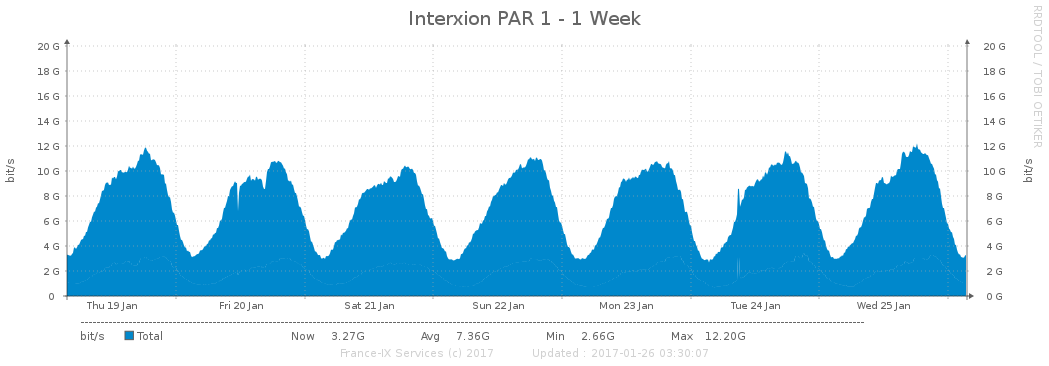 Interxion PAR 1 - 1 Week
RRDTOOL / TOBI OETIKER
bit/s
bit/s
20 G 20 G
18 G 18 G
16 G 16 G
14 G 14 G
12 G 12 G
10 G 10 G
8 G 8 G
6 G 6 G
4 G 4 G
2 G 2 G
0 0 G
Thu 19 Jan Fri 20 Jan Sat 21 Jan Sun 22 Jan Mon 23 Jan Tue 24 Jan Wed 25 Jan
bit/s Total Now 3.27G Avg 7.36G Min 2.66G Max 12.20G
France-IX Services (c) 2017 Updated : 2017-01-26 03:30:07